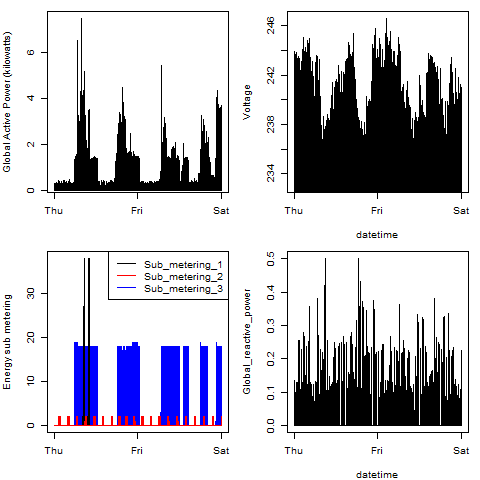 Global Active Power (kilowatts)
0 2 4 6
Thu Fri Sat
Voltage
234 238 242 246
Thu Fri Sat
datetime
Energy sub metering
0 10 20 30
Sub_metering_1
Sub_metering_2
Sub_metering_3
Thu Fri Sat
Global_reactive_power
0.0 0.1 0.2 0.3 0.4 0.5
Thu Fri Sat
datetime